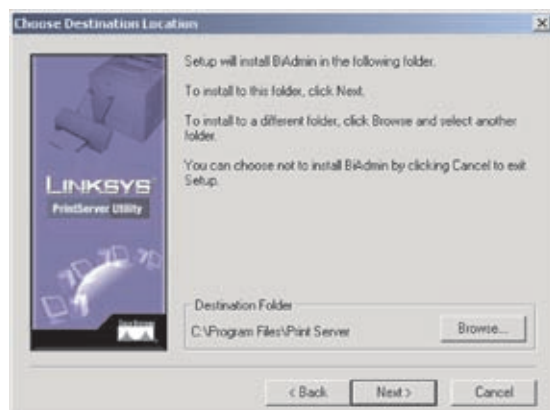 Choose Destination Location
Setup will install BiAdmin in the following folder.
To install to this folder, click Next.
To install to a different folder, click Browse and select another
folder.
You can choose not to install BiAdmin by clicking Cancel to exit
Setup.
LINKSYS
PrintServer Utility
Destination Folder
C:\Program Files\Print Server
Browse...
< Back
Next >
Cancel